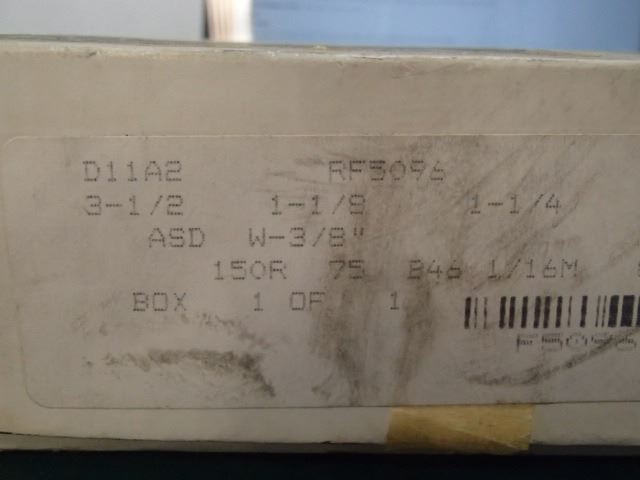 D11A2 RF5096
3-1/2 1-1/8 1-1/4
ASD W-3/8"
150R 75 B46 1/16M
BOX 1 OF 1